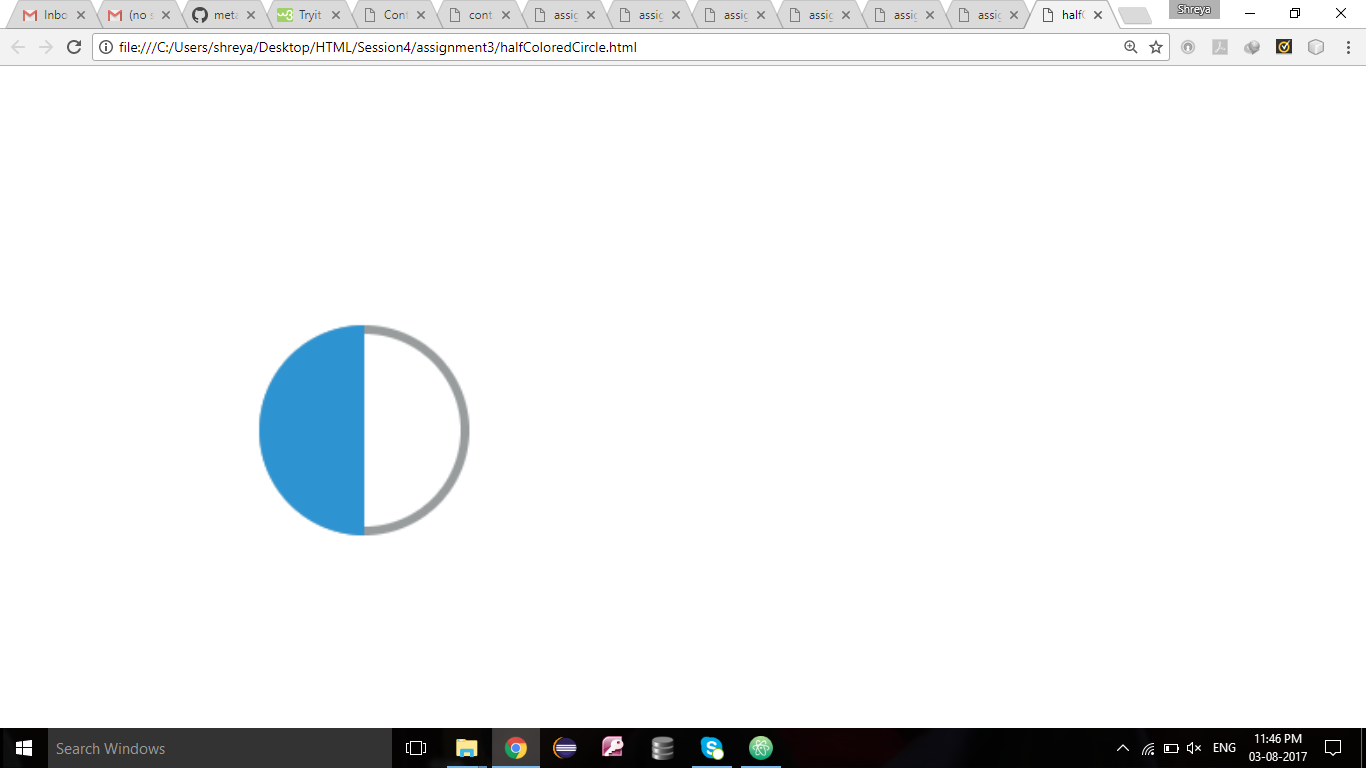 Inbo (no s meta Tryit Cont cont assig assig assig assig assig assig halfC Shreya
file:///C:/Users/shreya/Desktop/HTML/Session4/assignment3/halfColoredCircle.html
Search Windows
ENG
11:46 PM
03-08-2017